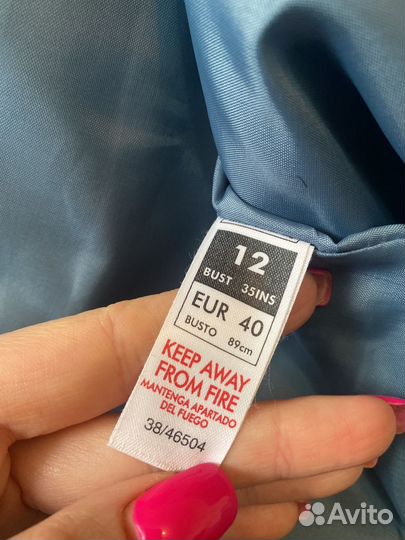 12
BUST 35INS
EUR 40
BUSTO 89cm
KEEP AWAY
FROM FIRE
MANTENGA APARTADO
DEL FUEGO
38/46504
Avito